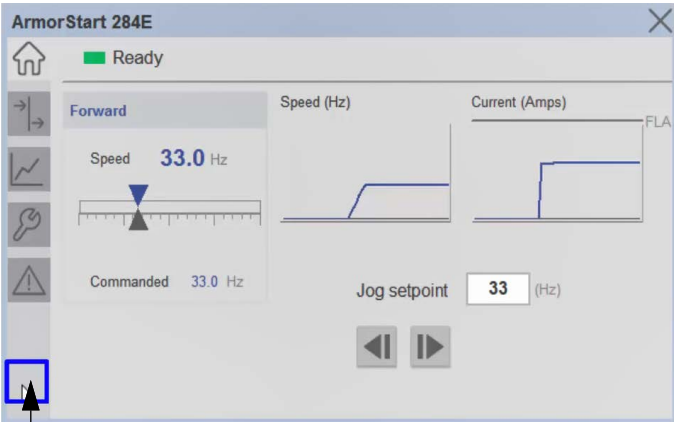 ArmorStart 284E
Ready
Forward
Speed 33.0 Hz
Commanded 33.0 Hz
Speed (Hz)
Current (Amps)
FLA
Jog setpoint 33 (Hz)